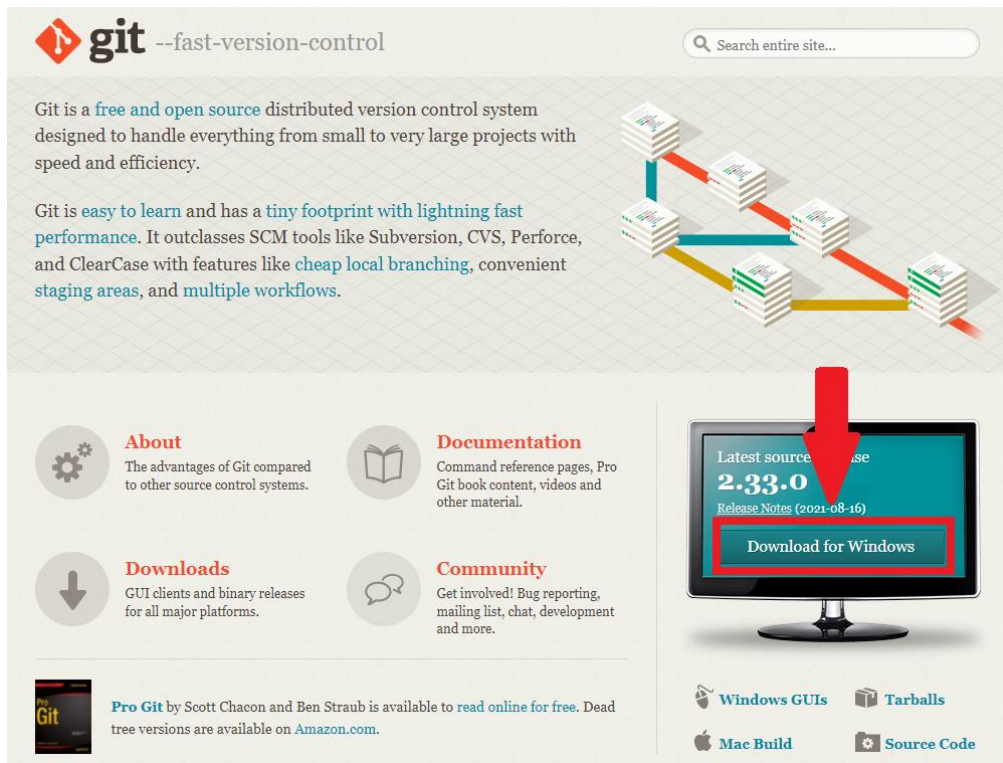 git --fast-version-control
Search entire site...
Git is a free and open source distributed version control system
designed to handle everything from small to very large projects with
speed and efficiency.
Git is easy to learn and has a tiny footprint with lightning fast
performance. It outclasses SCM tools like Subversion, CVS, Perforce,
and ClearCase with features like cheap local branching, convenient
staging areas, and multiple workflows.
About
The advantages of Git compared
to other source control systems.
Documentation
Command reference pages, Pro
Git book content, videos and
other material.
Downloads
GUI clients and binary releases
for all major platforms.
Community
Get involved! Bug reporting,
mailing list, chat, development
and more.
Pro
Git
Pro Git by Scott Chacon and Ben Straub is available to read online for free. Dead
tree versions are available on Amazon.com.
Latest source
2.33.0
Release Notes (2021-08-16)
Download for Windows
Windows GUIs
Tarballs
Mac Build
Source Code